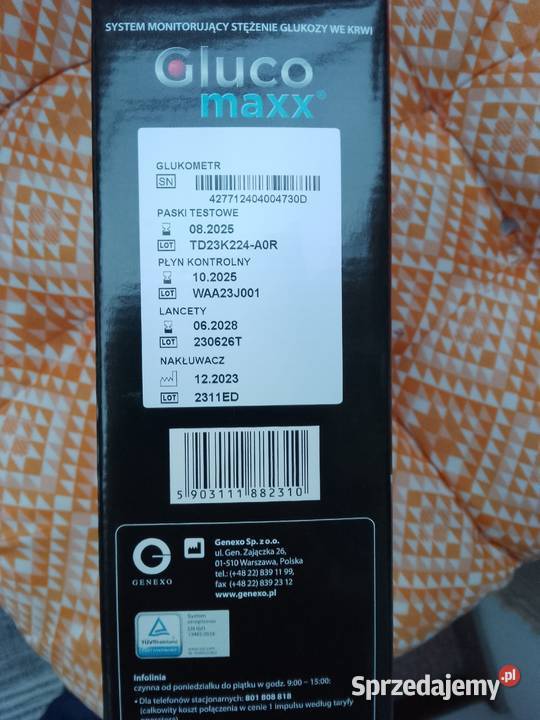 SYSTEM MONITORUJĄCY STĘŻENIE GLUKOZY WE KRWI
Gluco
maxx®
GLUKOMETR
SN
427712404004730D
PASKI TESTOWE
08.2025
LOT TD23K224-A0R
PŁYN KONTROLNY
10.2025
LOT WAA23J001
LANCETY
06.2028
LOT 230626T
NAKŁUWACZ
12.2023
LOT 2311ED
5 903111 882310
GENEXO
Genexo Sp. z o.o.
ul. Gen. Zajączka 26,
01-510 Warszawa, Polska
tel.: (+48 22) 839 11 99,
fax (+48 22) 839 23 12
www.genexo.pl
TÜVRheinland
System
Infolinia
czynna od poniedziałku do piątku w godz. 9:00 – 15:00:
• Dla telefonów stacjonarnych: 801 808 818
(całkowity koszt połączenia w cenie 1 impulsu według taryfy
Sprzedajemy.pl